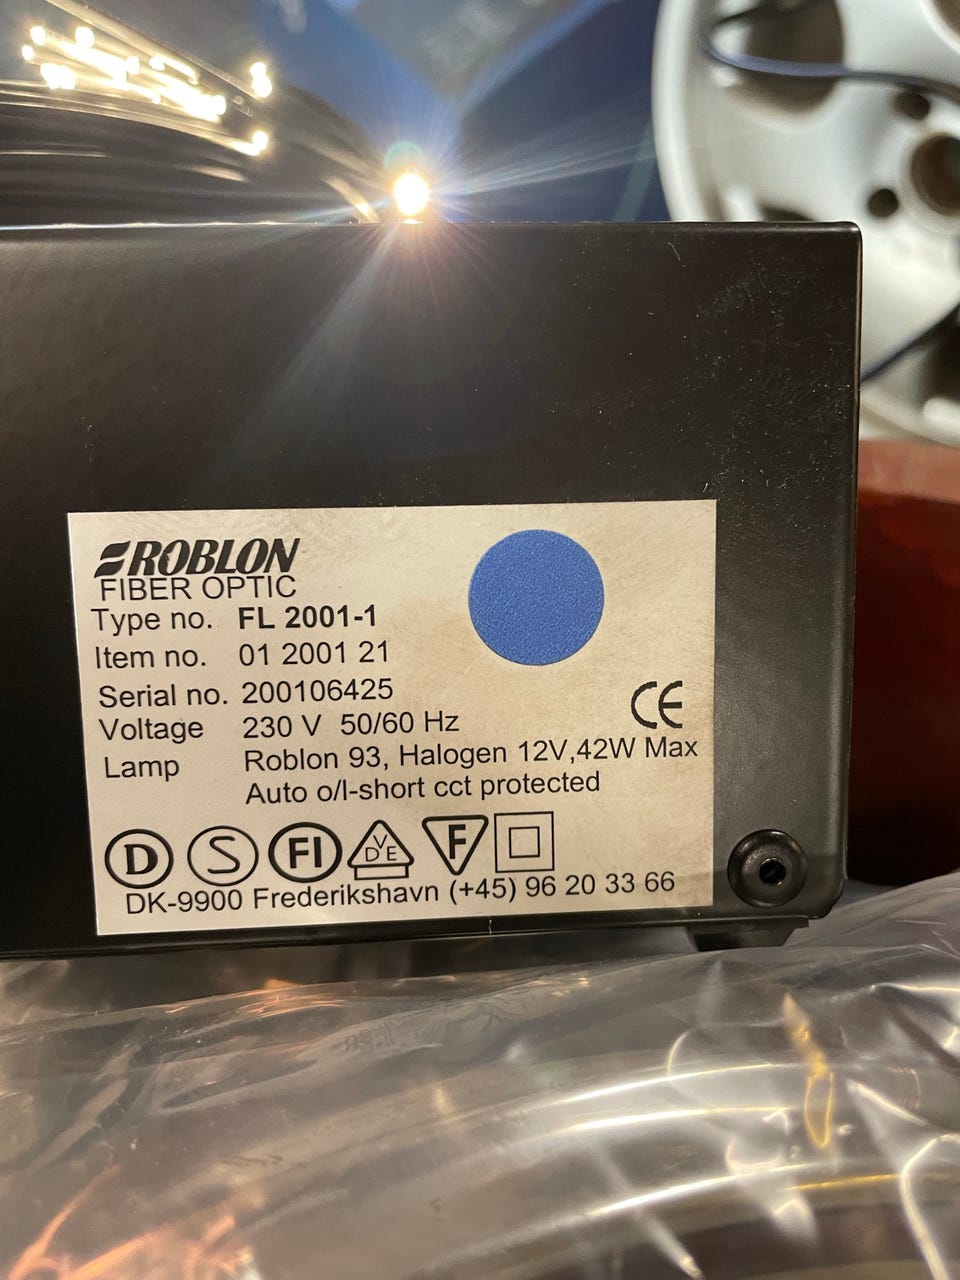 ROBLON
FIBER OPTIC
Type no. FL 2001-1
Item no. 01 2001 21
Serial no. 200106425
Voltage 230 V 50/60 Hz
Lamp Roblon 93, Halogen 12V,42W Max
Auto o/l-short cct protected
CE
D S FI VDE F
DK-9900 Frederikshavn (+45) 96 20 33 66